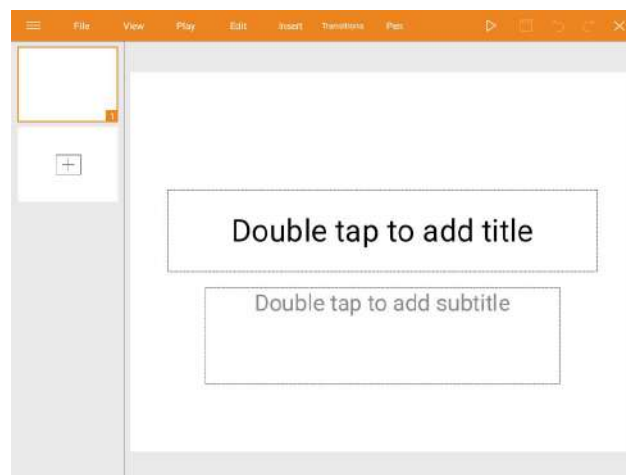 File View Play Edit Insert Transitions Pen
1
Double tap to add title
Double tap to add subtitle